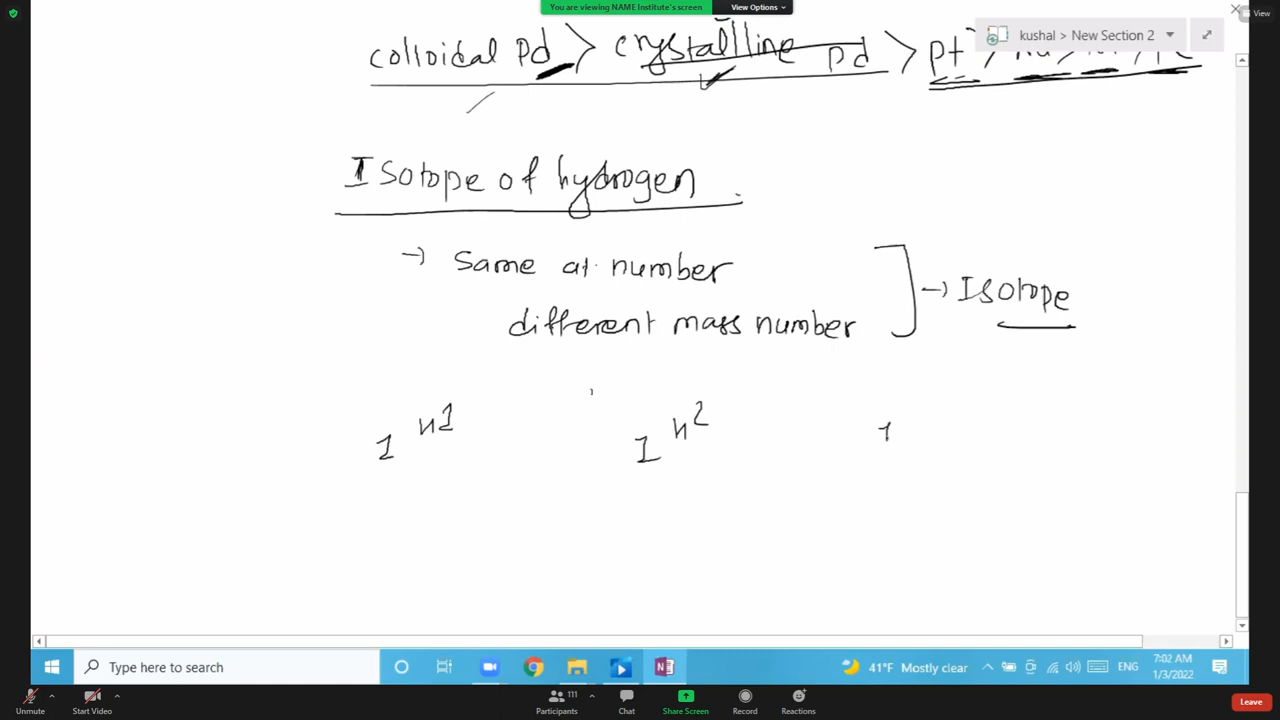 You are viewing NAME Institute's screen
View Options
View
kushal > New Section 2
colloidal Pd > crystalline Pd > pt >
Isotope of hydrogen
→ Same at. number
different mass number
→ Isotope
1 H 1
1 H 2
1
Type here to search
41°F Mostly clear
ENG
7:02 AM
1/3/2022
Unmute
Start Video
Participants 111
Chat
Share Screen
Record
Reactions
Leave